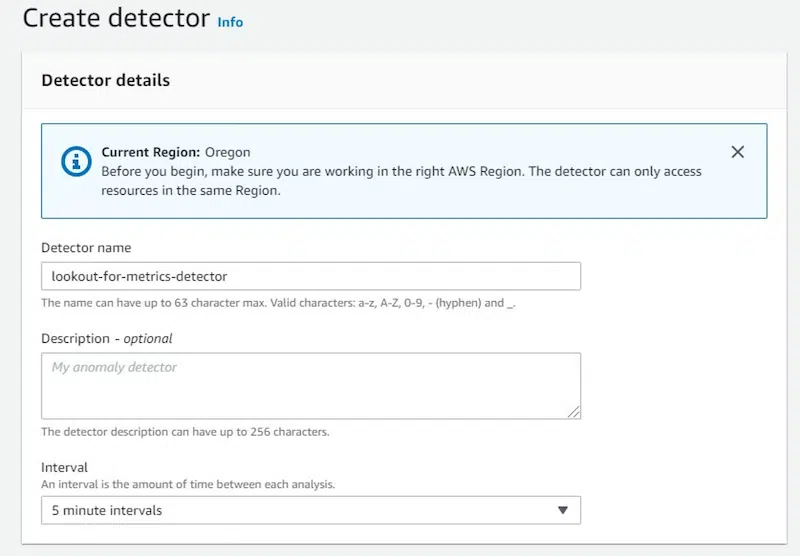 Create detector Info
Detector details
Current Region: Oregon
Before you begin, make sure you are working in the right AWS Region. The detector can only access
resources in the same Region.
Detector name
lookout-for-metrics-detector
The name can have up to 63 character max. Valid characters: a-z, A-Z, 0-9, - (hyphen) and _.
Description - optional
My anomaly detector
The detector description can have up to 256 characters.
Interval
An interval is the amount of time between each analysis.
5 minute intervals